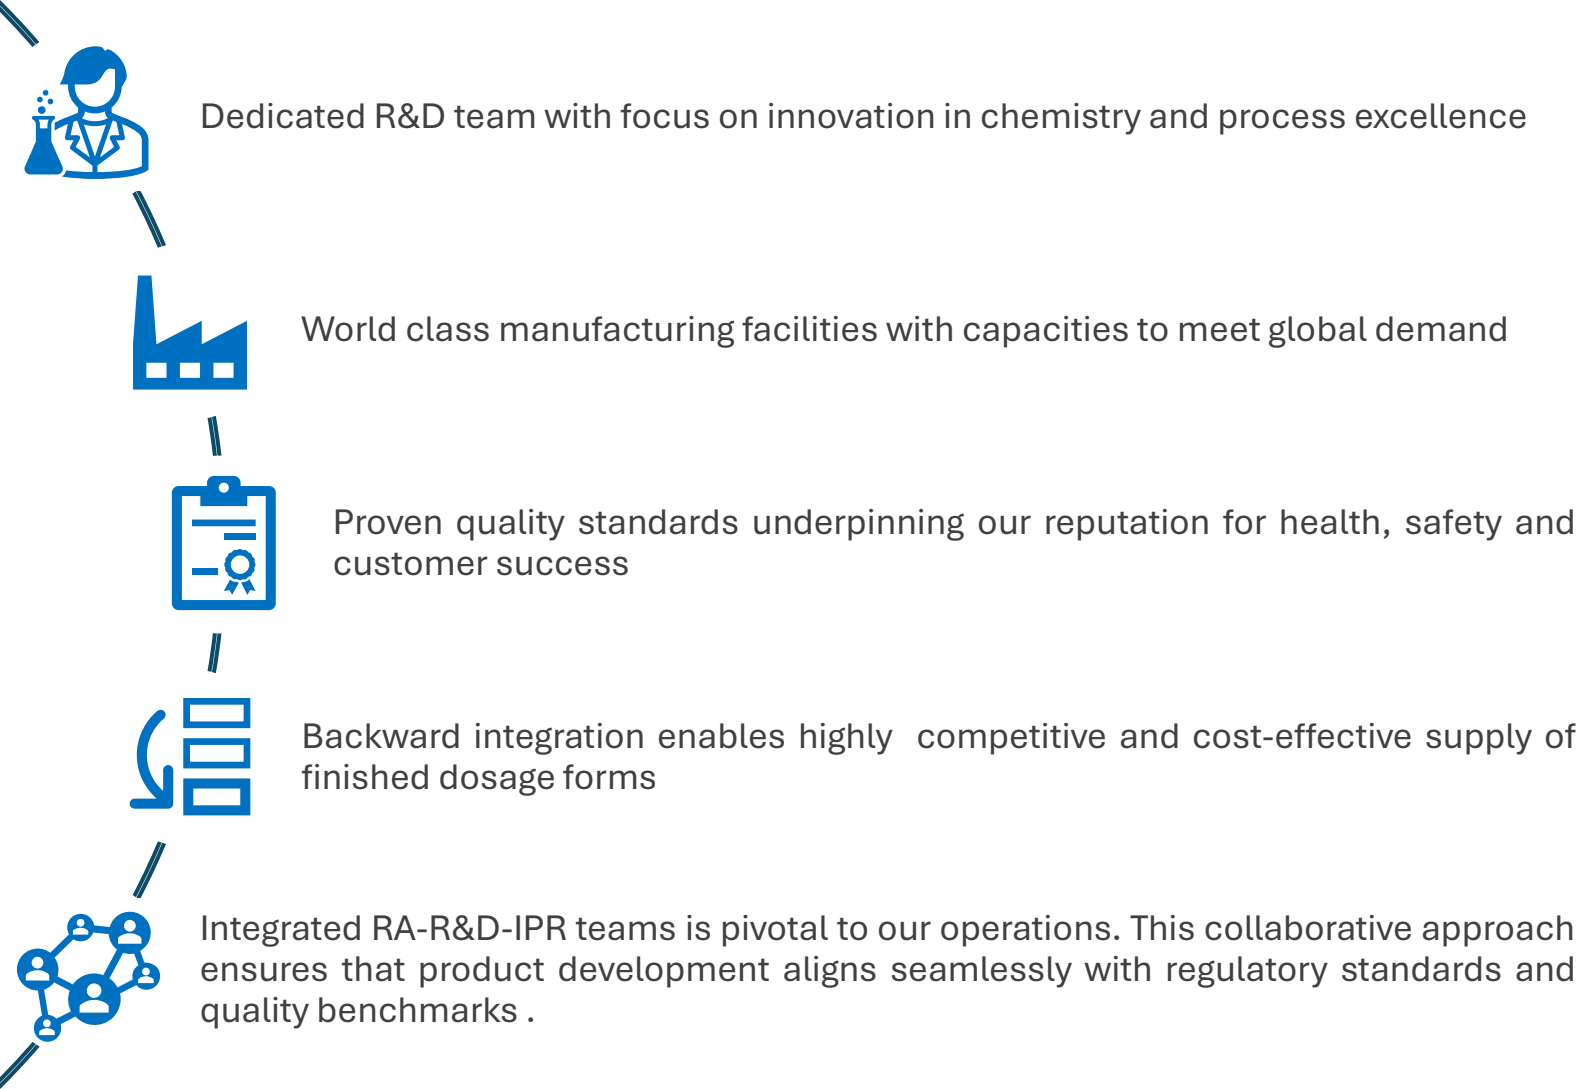 Dedicated R&D team with focus on innovation in chemistry and process excellence
World class manufacturing facilities with capacities to meet global demand
Proven quality standards underpinning our reputation for health, safety and
customer success
Backward integration enables highly  competitive and cost-effective supply of
finished dosage forms
Integrated RA-R&D-IPR teams is pivotal to our operations. This collaborative approach
ensures that product development aligns seamlessly with regulatory standards and
quality benchmarks .